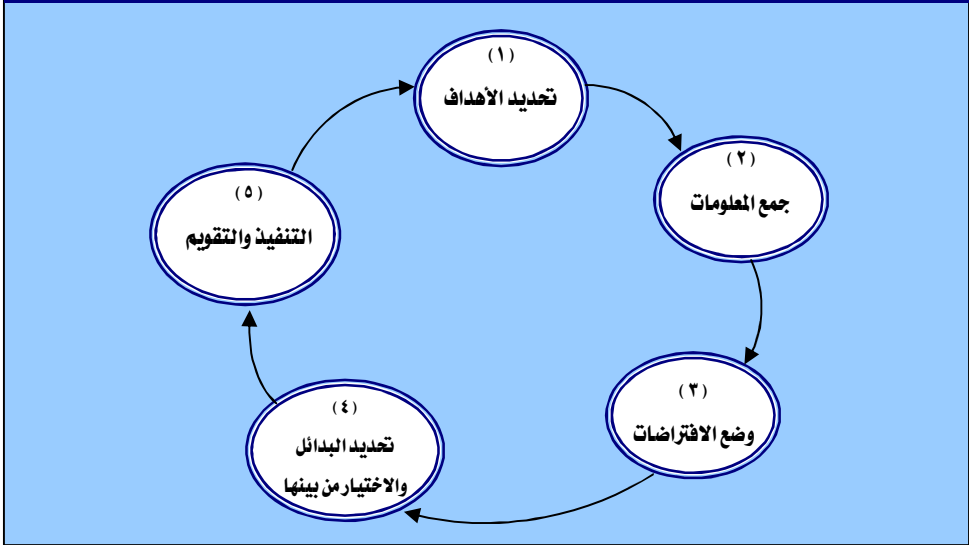 (١)
تحديد الأهداف
(٢)
جمع المعلومات
(٣)
وضع الافتراضات
(٤)
تحديد البدائل
والاختيار من بينها
(٥)
التنفيذ والتقويم